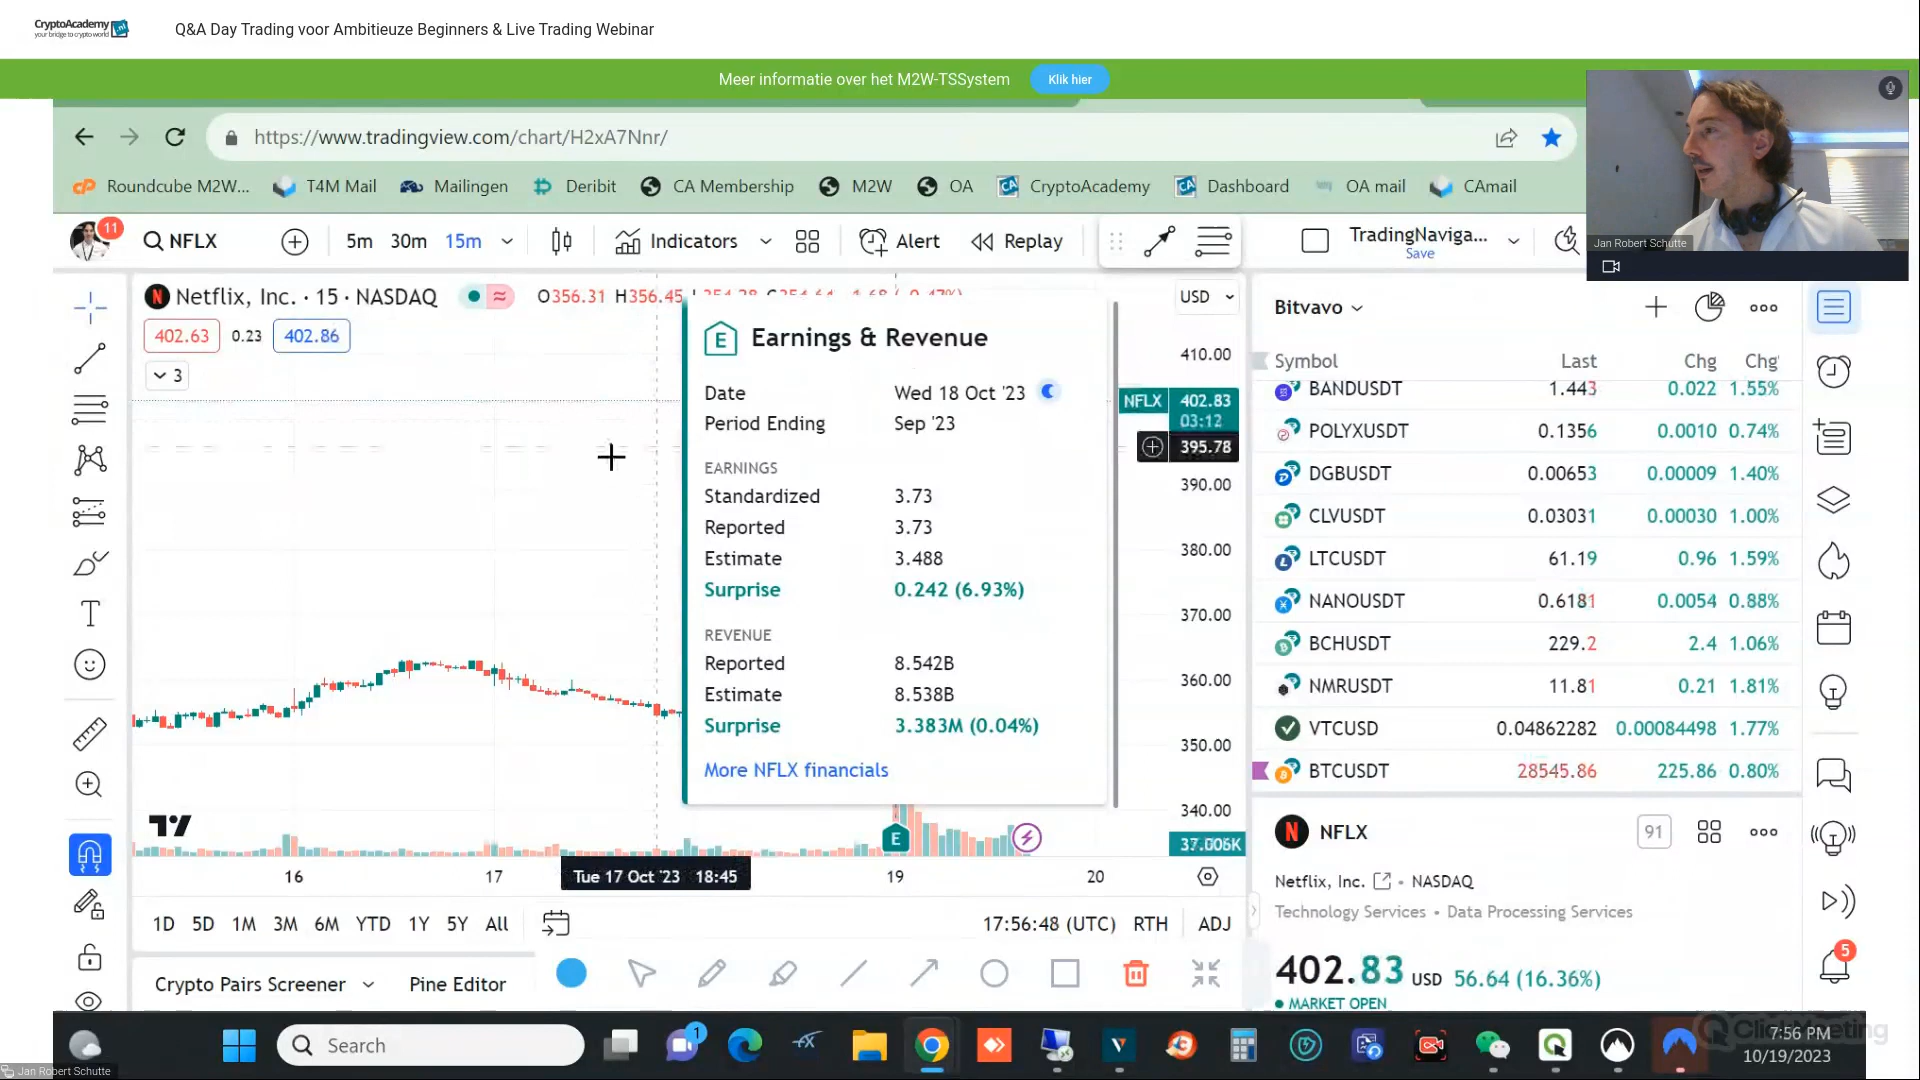 CryptoAcademy .nl
your bridge to crypto world
Q&A Day Trading voor Ambitieuze Beginners & Live Trading Webinar
Meer informatie over het M2W-TSSystem
Klik hier
https://www.tradingview.com/chart/H2xA7Nnr/
Roundcube M2W...
T4M Mail
Mailingen
Deribit
CA Membership
M2W
OA
CryptoAcademy
Dashboard
OA mail
CAmail
Jan Robert Schutte
11
NFLX
5m
30m
15m
Indicators
Alert
Replay
TradingNaviga...
Save
Netflix, Inc. · 15 · NASDAQ
O356.31 H356.45
402.63
0.23
402.86
3
USD
410.00
NFLX
402.83
03:12
395.78
390.00
380.00
370.00
360.00
350.00
340.00
37.006K
E
Earnings & Revenue
Date
Wed 18 Oct '23
Period Ending
Sep '23
EARNINGS
Standardized
3.73
Reported
3.73
Estimate
3.488
Surprise
0.242 (6.93%)
REVENUE
Reported
8.542B
Estimate
8.538B
Surprise
3.383M (0.04%)
More NFLX financials
E
16
17
Tue 17 Oct '23 18:45
19
20
1D
5D
1M
3M
6M
YTD
1Y
5Y
All
17:56:48 (UTC)
RTH
ADJ
Crypto Pairs Screener
Pine Editor
Bitvavo
Symbol
Last
Chg
Chg
BANDUSDT 1.443 0.022 1.55%
POLYXUSDT 0.1356 0.0010 0.74%
DGBUSDT 0.00653 0.00009 1.40%
CLVUSDT 0.03031 0.00030 1.00%
LTCUSDT 61.19 0.96 1.59%
NANOUSDT 0.6181 0.0054 0.88%
BCHUSDT 229.2 2.4 1.06%
NMRUSDT 11.81 0.21 1.81%
VTCUSD 0.04862282 0.00084498 1.77%
BTCUSDT 28545.86 225.86 0.80%
NFLX
91
Netflix, Inc. • NASDAQ
Technology Services • Data Processing Services
402.83 USD 56.64 (16.36%)
MARKET OPEN
5
Search
1
ClickMeeting
7:56 PM
10/19/2023
Jan Robert Schutte